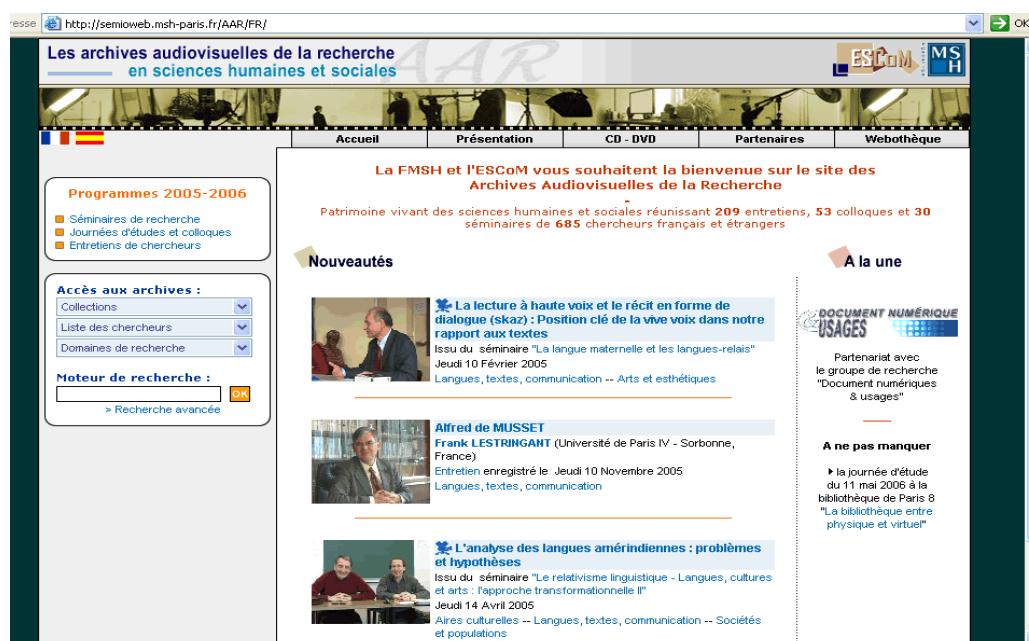 resse http://semioweb.msh-paris.fr/AAR/FR/ OK
Les archives audiovisuelles de la recherche
en sciences humaines et sociales
AAR
ESCoM
MSH
Accueil Présentation CD - DVD Partenaires Webothèque
Programmes 2005-2006
Séminaires de recherche
Journées d'études et colloques
Entretiens de chercheurs
Accès aux archives :
Collections
Liste des chercheurs
Domaines de recherche
Moteur de recherche :
OK
» Recherche avancée
La FMSH et l'ESCoM vous souhaitent la bienvenue sur le site des
Archives Audiovisuelles de la Recherche
-
Patrimoine vivant des sciences humaines et sociales réunissant 209 entretiens, 53 colloques et 30
séminaires de 685 chercheurs français et étrangers
Nouveautés
La lecture à haute voix et le récit en forme de
dialogue (skaz) : Position clé de la vive voix dans notre
rapport aux textes
Issu du séminaire "La langue maternelle et les langues-relais"
Jeudi 10 Février 2005
Langues, textes, communication -- Arts et esthétiques
Alfred de MUSSET
Frank LESTRINGANT (Université de Paris IV - Sorbonne,
France)
Entretien enregistré le Jeudi 10 Novembre 2005
Langues, textes, communication
L'analyse des langues amérindiennes : problèmes
et hypothèses
Issu du séminaire "Le relativisme linguistique - Langues, cultures
et arts : l'approche transformationnelle II"
Jeudi 14 Avril 2005
Aires culturelles -- Langues, textes, communication -- Sociétés
et populations
A la une
DOCUMENT NUMÉRIQUE
& USAGES
Partenariat avec
le groupe de recherche
"Document numériques
& usages"
A ne pas manquer
la journée d'étude
du 11 mai 2006 à la
bibliothèque de Paris 8
"La bibliothèque entre
physique et virtuel"